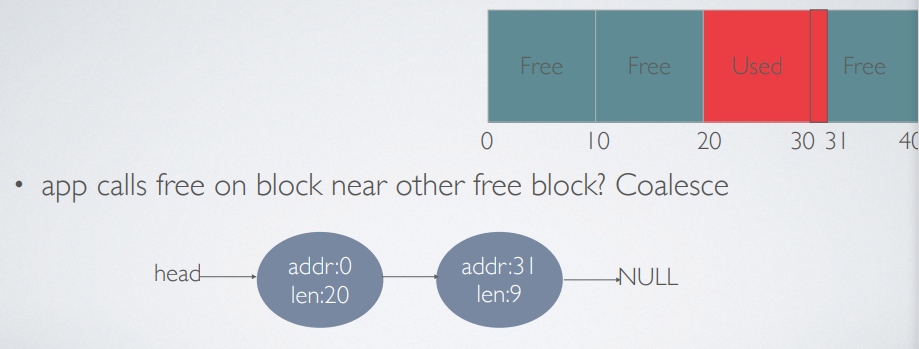 Free Free Used Free
0 10 20 30 31 40
• app calls free on block near other free block? Coalesce
head addr:0 addr:31 NULL
len:20 len:9